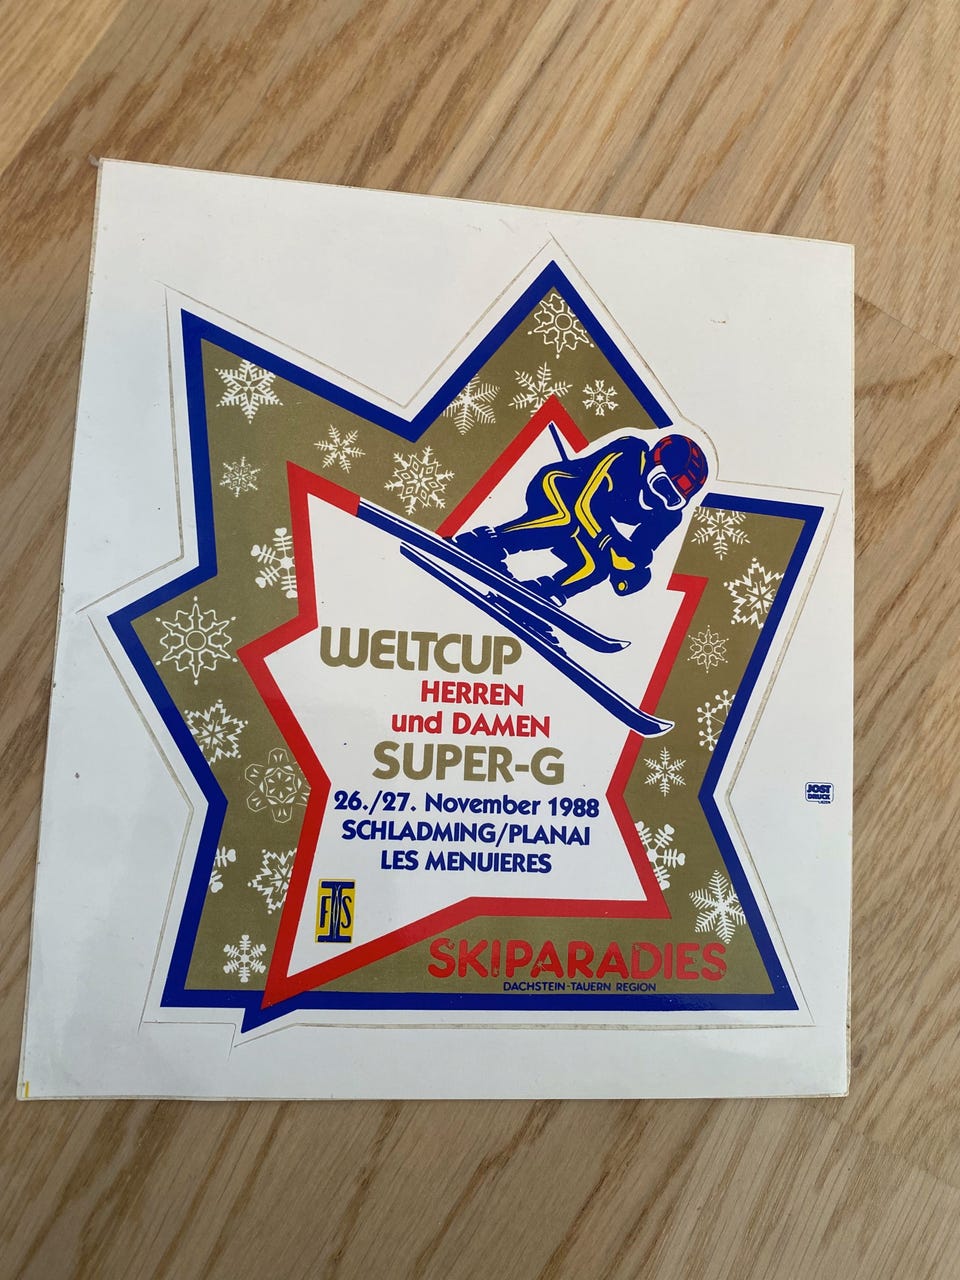 WELTCUP
HERREN
und DAMEN
SUPER-G
26./27. November 1988
SCHLADMING/PLANAI
LES MENUIERES
FIS
SKIPARADIES
DACHSTEIN-TAUERN REGION
JOST
DRUCK